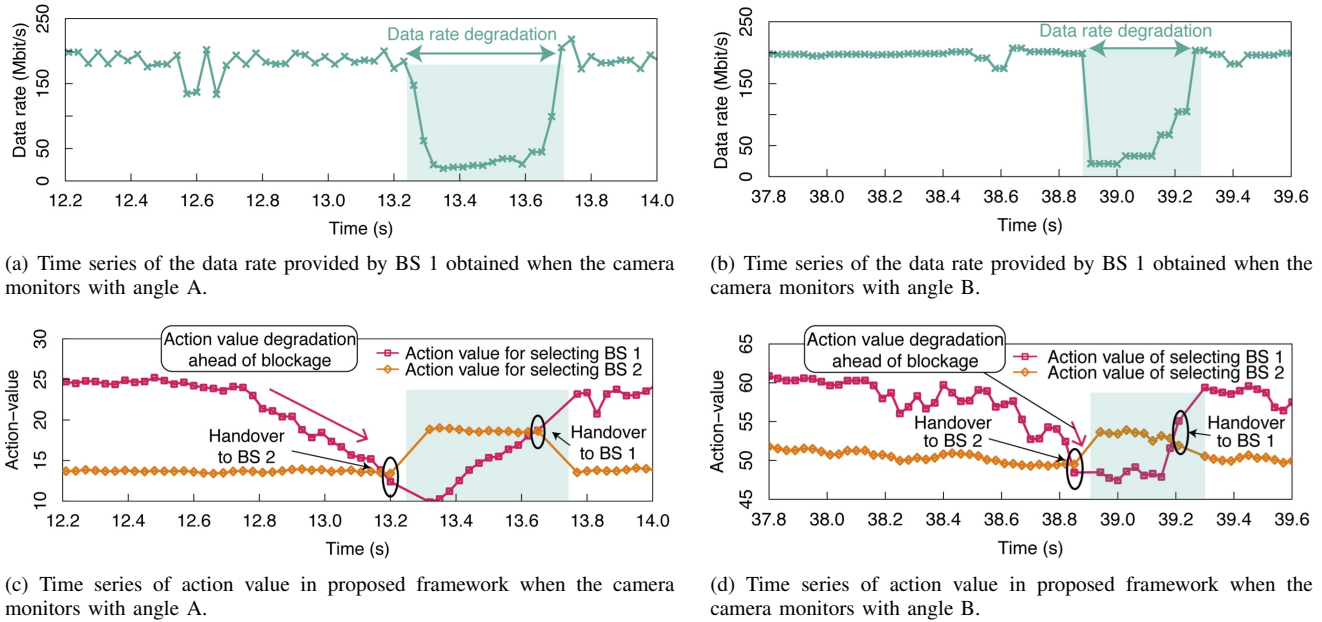 250
150
50
0
Data rate (Mbit/s)
Data rate degradation
12.2 12.4 12.6 12.8 13.0 13.2 13.4 13.6 13.8 14.0
Time (s)
(a) Time series of the data rate provided by BS 1 obtained when the camera
monitors with angle A.
250
150
50
0
Data rate (Mbit/s)
Data rate degradation
37.8 38.0 38.2 38.4 38.6 38.8 39.0 39.2 39.4 39.6
Time (s)
(b) Time series of the data rate provided by BS 1 obtained when the
camera monitors with angle B.
30
25
20
15
10
Action–value
Action value degradation
ahead of blockage
Action value for selecting BS 1
Action value for selecting BS 2
Handover
to BS 2
Handover
to BS 1
12.2 12.4 12.6 12.8 13.0 13.2 13.4 13.6 13.8 14.0
Time (s)
(c) Time series of action value in proposed framework when the camera
monitors with angle A.
65
60
55
50
45
Action–value
Action value degradation
ahead of blockage
Action value of selecting BS 1
Action value of selecting BS 2
Handover
to BS 2
Handover
to BS 1
37.8 38.0 38.2 38.4 38.6 38.8 39.0 39.2 39.4 39.6
Time (s)
(d) Time series of action value in proposed framework when the
camera monitors with angle B.